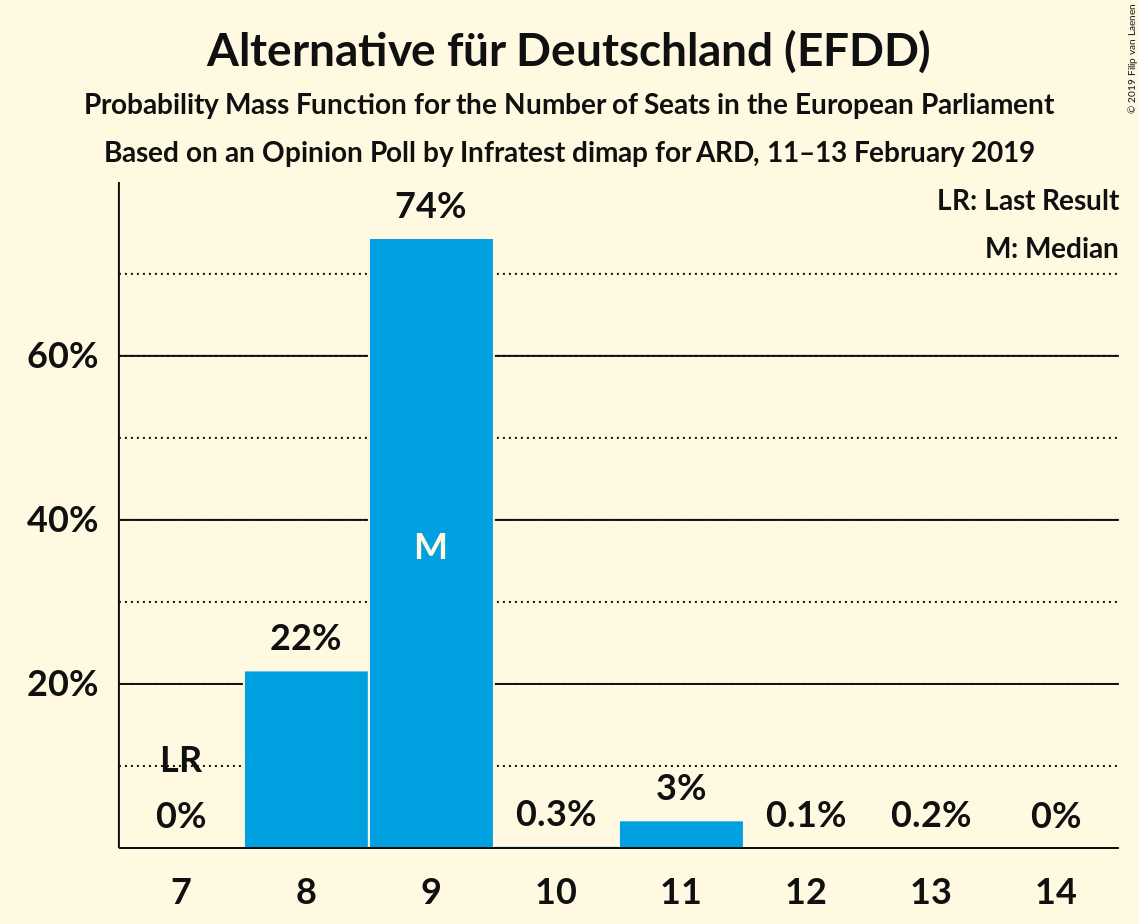 Alternative für Deutschland (EFDD)
Probability Mass Function for the Number of Seats in the European Parliament
Based on an Opinion Poll by Infratest dimap for ARD, 11–13 February 2019
© 2019 Filip van Laenen
LR: Last Result
M: Median
74%
60%
40%
M
22%
20%
LR
3%
0%
0.3%
0.1%
0.2%
0%
7 8 9 10 11 12 13 14